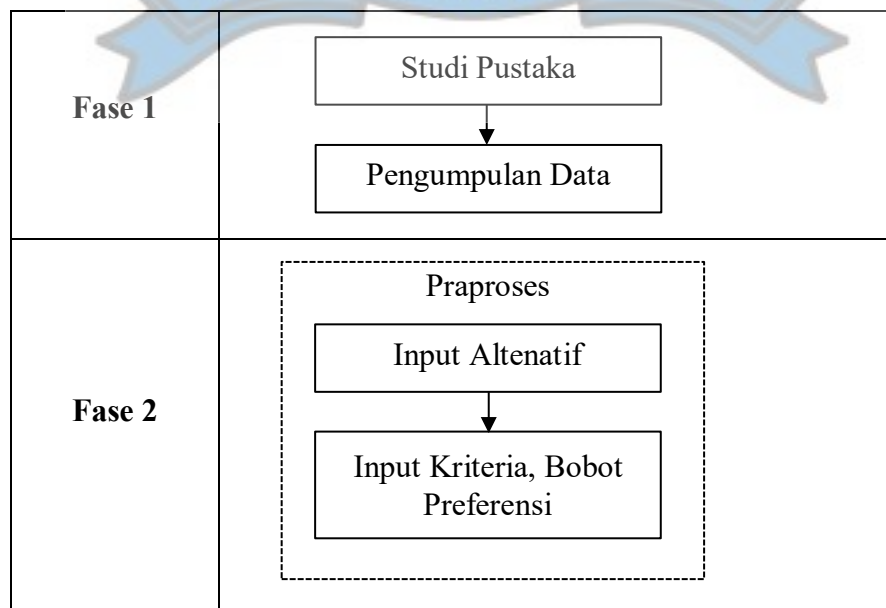 Fase 1
Studi Pustaka
Pengumpulan Data
Fase 2
Praproses
Input Altenatif
Input Kriteria, Bobot
Preferensi